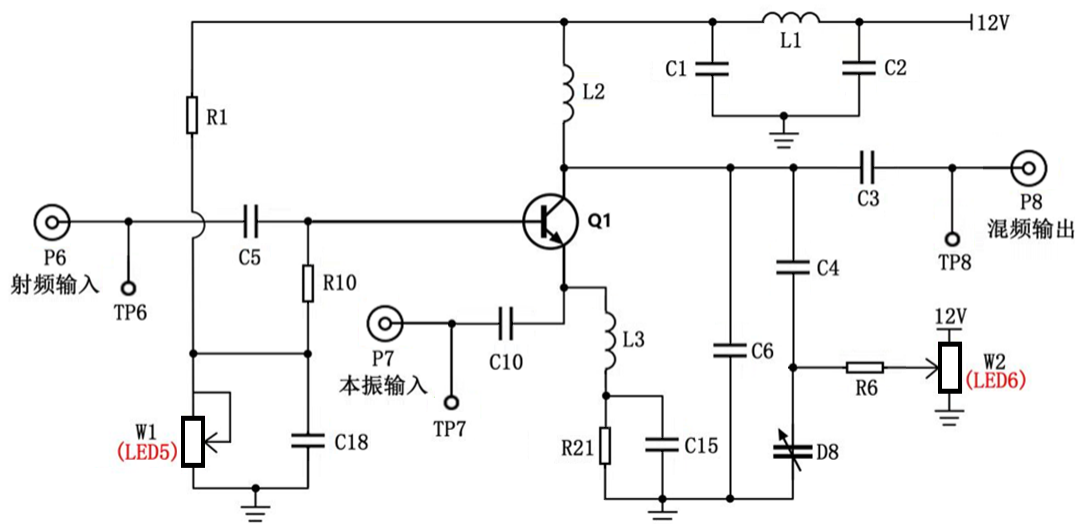 12V
L1
C1
C2
L2
R1
Q1
C3
P8
混频输出
TP8
C5
P6
射频输入
TP6
R10
C4
12V
L3
C6
P7
本振输入
C10
TP7
R6
W2
(LED6)
W1
(LED5)
C18
R21
C15
D8